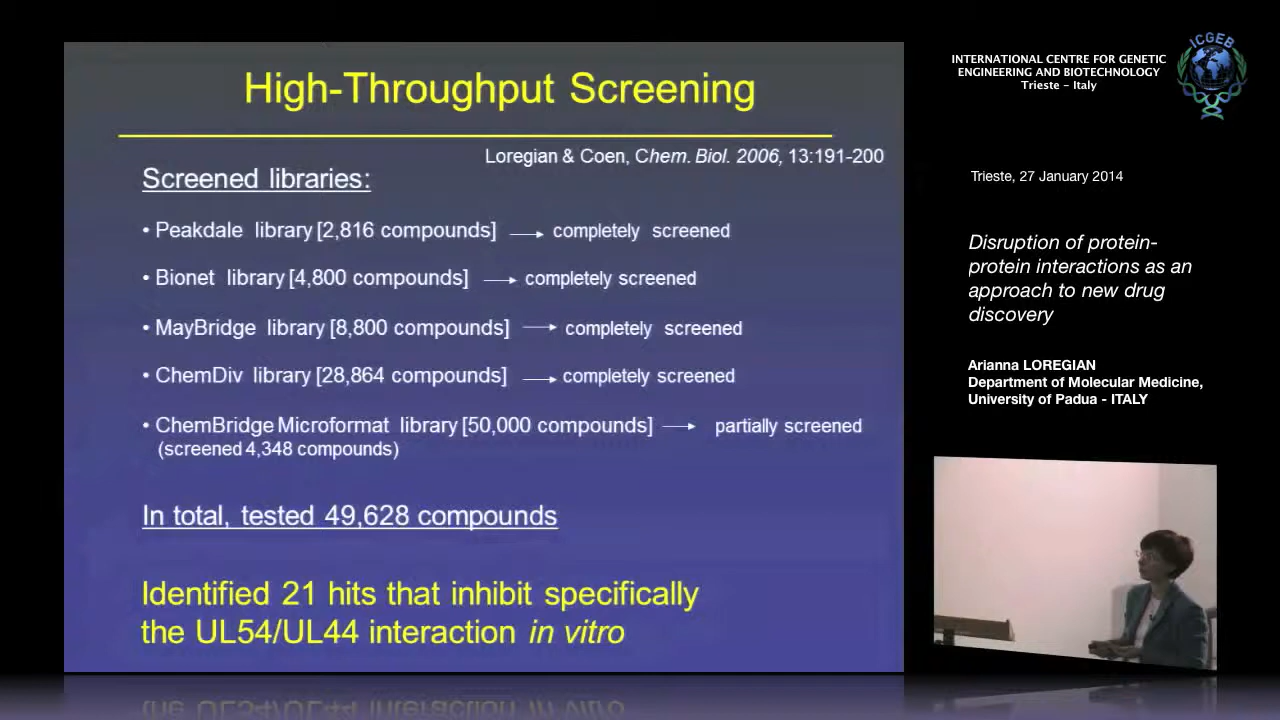 High-Throughput Screening
Loregian & Coen, Chem. Biol. 2006, 13:191-200
Screened libraries:
• Peakdale library [2,816 compounds] → completely screened
• Bionet library [4,800 compounds] → completely screened
• MayBridge library [8,800 compounds] → completely screened
• ChemDiv library [28,864 compounds] → completely screened
• ChemBridge Microformat library [50,000 compounds] → partially screened
(screened 4,348 compounds)
In total, tested 49,628 compounds
Identified 21 hits that inhibit specifically
the UL54/UL44 interaction in vitro
INTERNATIONAL CENTRE FOR GENETIC
ENGINEERING AND BIOTECHNOLOGY
Trieste - Italy
ICGEB
Trieste, 27 January 2014
Disruption of protein-
protein interactions as an
approach to new drug
discovery
Arianna LOREGIAN
Department of Molecular Medicine,
University of Padua - ITALY